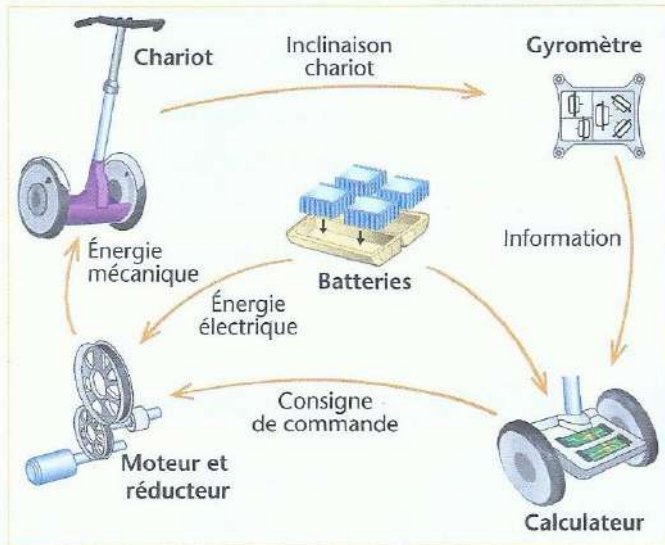 Chariot
Inclinaison
chariot
Gyromètre
Information
Énergie
mécanique
Batteries
Énergie
électrique
Consigne
de commande
Moteur et
réducteur
Calculateur